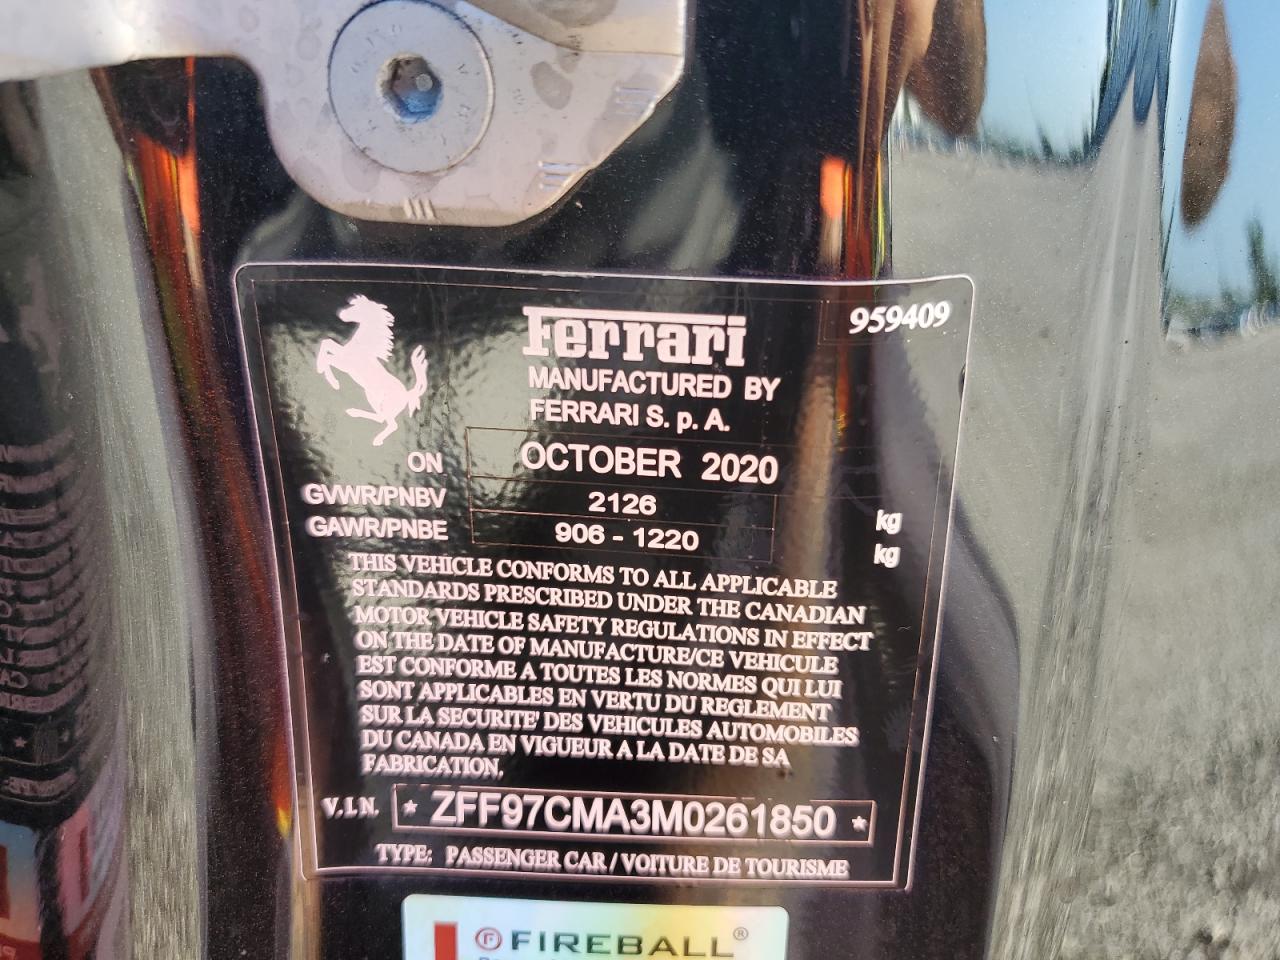 959409
Ferrari
MANUFACTURED BY
FERRARI S. p. A.
ON OCTOBER 2020
GVWR/PNBV 2126 kg
GAWR/PNBE 906 - 1220 kg
THIS VEHICLE CONFORMS TO ALL APPLICABLE
STANDARDS PRESCRIBED UNDER THE CANADIAN
MOTOR VEHICLE SAFETY REGULATIONS IN EFFECT
ON THE DATE OF MANUFACTURE/CE VEHICULE
EST CONFORME A TOUTES LES NORMES QUI LUI
SONT APPLICABLES EN VERTU DU REGLEMENT
SUR LA SECURITE' DES VEHICULES AUTOMOBILES
DU CANADA EN VIGUEUR A LA DATE DE SA
FABRICATION.
V.I.N. * ZFF97CMA3M0261850 *
TYPE: PASSENGER CAR / VOITURE DE TOURISME
FIREBALL®